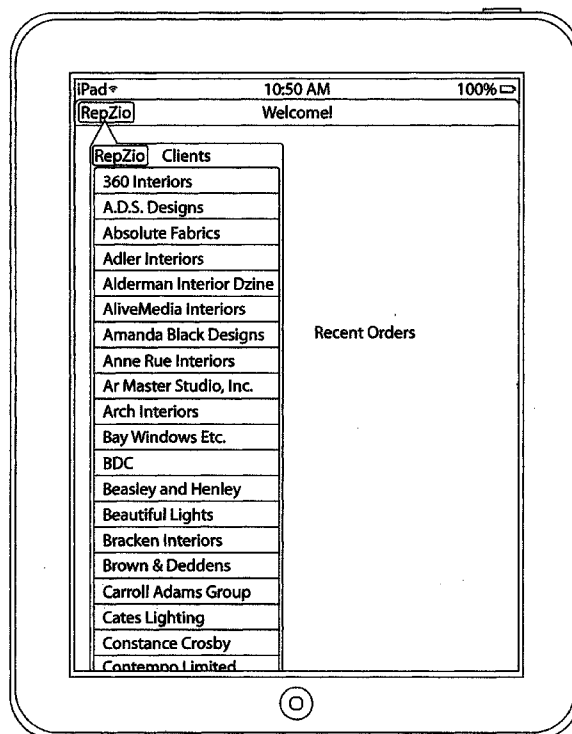 iPad 10:50 AM 100%
RepZio Welcome!
RepZio Clients
360 Interiors
A.D.S. Designs
Absolute Fabrics
Adler Interiors
Alderman Interior Dzine
AliveMedia Interiors
Amanda Black Designs
Recent Orders
Anne Rue Interiors
Ar Master Studio, Inc.
Arch Interiors
Bay Windows Etc.
BDC
Beasley and Henley
Beautiful Lights
Bracken Interiors
Brown & Deddens
Carroll Adams Group
Cates Lighting
Constance Crosby
Contempo Limited